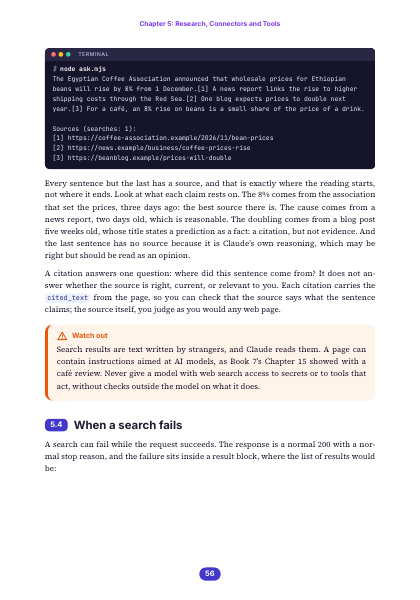 Chapter 5: Research, Connectors and Tools
TERMINAL
$ node ask.mjs
The Egyptian Coffee Association announced that wholesale prices for Ethiopian
beans will rise by 8% from 1 December.[1] A news report links the rise to higher
shipping costs through the Red Sea.[2] One blog expects prices to double next
year.[3] For a café, an 8% rise on beans is a small share of the price of a drink.
Sources (searches: 1):
[1] https://coffee-association.example/2026/11/bean-prices
[2] https://news.example/business/coffee-prices-rise
[3] https://beanblog.example/prices-will-double
Every sentence but the last has a source, and that is exactly where the reading starts,
not where it ends. Look at what each claim rests on. The 8% comes from the association
that set the prices, three days ago: the best source there is. The cause comes from a
news report, two days old, which is reasonable. The doubling comes from a blog post
five weeks old, whose title states a prediction as a fact: a citation, but not evidence. And
the last sentence has no source because it is Claude's own reasoning, which may be
right but should be read as an opinion.
A citation answers one question: where did this sentence come from? It does not an-
swer whether the source is right, current, or relevant to you. Each citation carries the
cited_text from the page, so you can check that the source says what the sentence
claims; the source itself, you judge as you would any web page.
Watch out
Search results are text written by strangers, and Claude reads them. A page can
contain instructions aimed at AI models, as Book 7's Chapter 15 showed with a
café review. Never give a model with web search access to secrets or to tools that
act, without checks outside the model on what it does.
5.4 When a search fails
A search can fail while the request succeeds. The response is a normal 200 with a nor-
mal stop reason, and the failure sits inside a result block, where the list of results would
be:
56